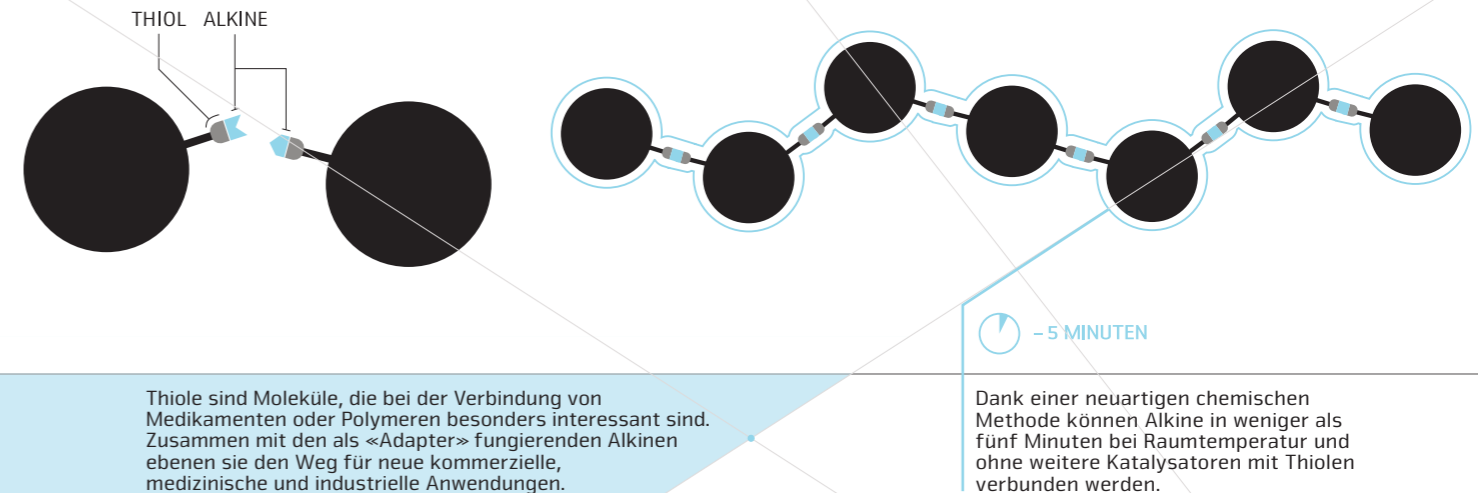 THIOL ALKINE
– 5 MINUTEN
Thiole sind Moleküle, die bei der Verbindung von
Medikamenten oder Polymeren besonders interessant sind.
Zusammen mit den als «Adapter» fungierenden Alkinen
ebenen sie den Weg für neue kommerzielle,
medizinische und industrielle Anwendungen.
Dank einer neuartigen chemischen
Methode können Alkine in weniger als
fünf Minuten bei Raumtemperatur und
ohne weitere Katalysatoren mit Thiolen
verbunden werden.